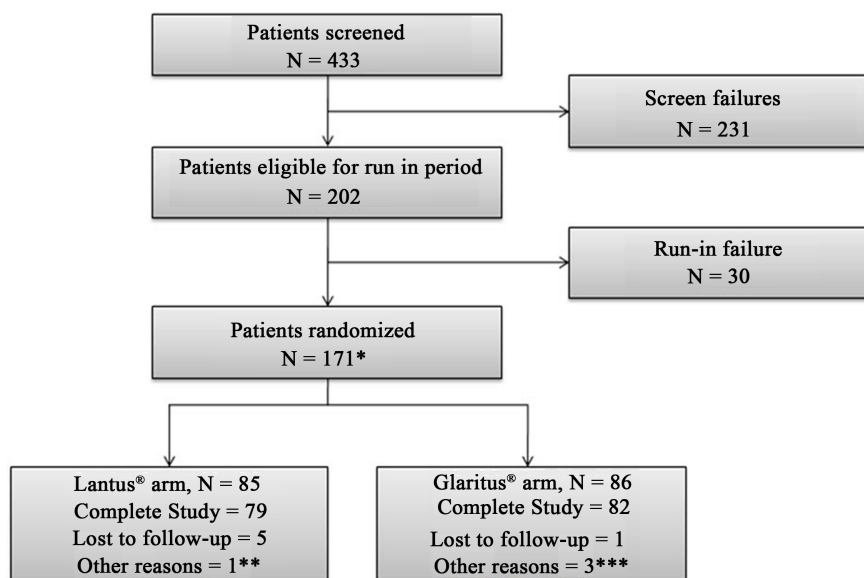 Patients screened
N = 433
Screen failures
N = 231
Patients eligible for run in period
N = 202
Run-in failure
N = 30
Patients randomized
N = 171*
Lantus® arm, N = 85
Complete Study = 79
Lost to follow-up = 5
Other reasons = 1**
Glaritus® arm, N = 86
Complete Study = 82
Lost to follow-up = 1
Other reasons = 3***